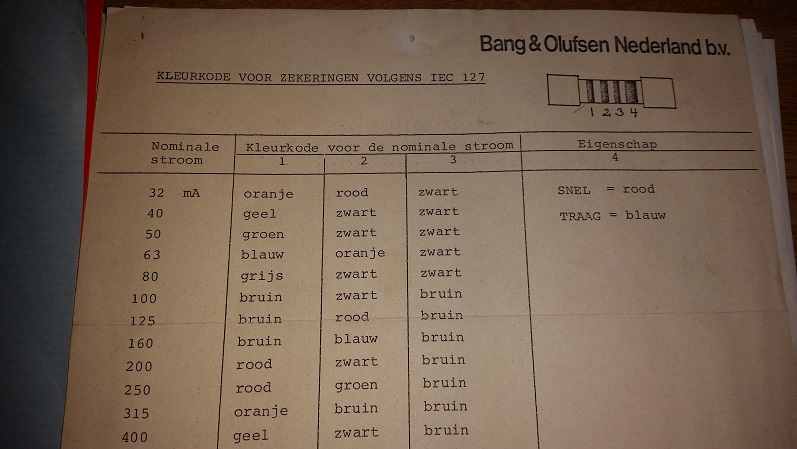 Bang & Olufsen Nederland b.v.
KLEURKODE VOOR ZEKERINGEN VOLGENS IEC 127
1 2 3 4
Nominale stroom Kleurkode voor de nominale stroom Eigenschap
1 2 3 4
32 mA oranje rood zwart SNEL = rood
40 geel zwart zwart TRAAG = blauw
50 groen zwart zwart
63 blauw oranje zwart
80 grijs zwart zwart
100 bruin zwart bruin
125 bruin rood bruin
160 bruin blauw bruin
200 rood zwart bruin
250 rood groen bruin
315 oranje bruin bruin
400 geel zwart bruin